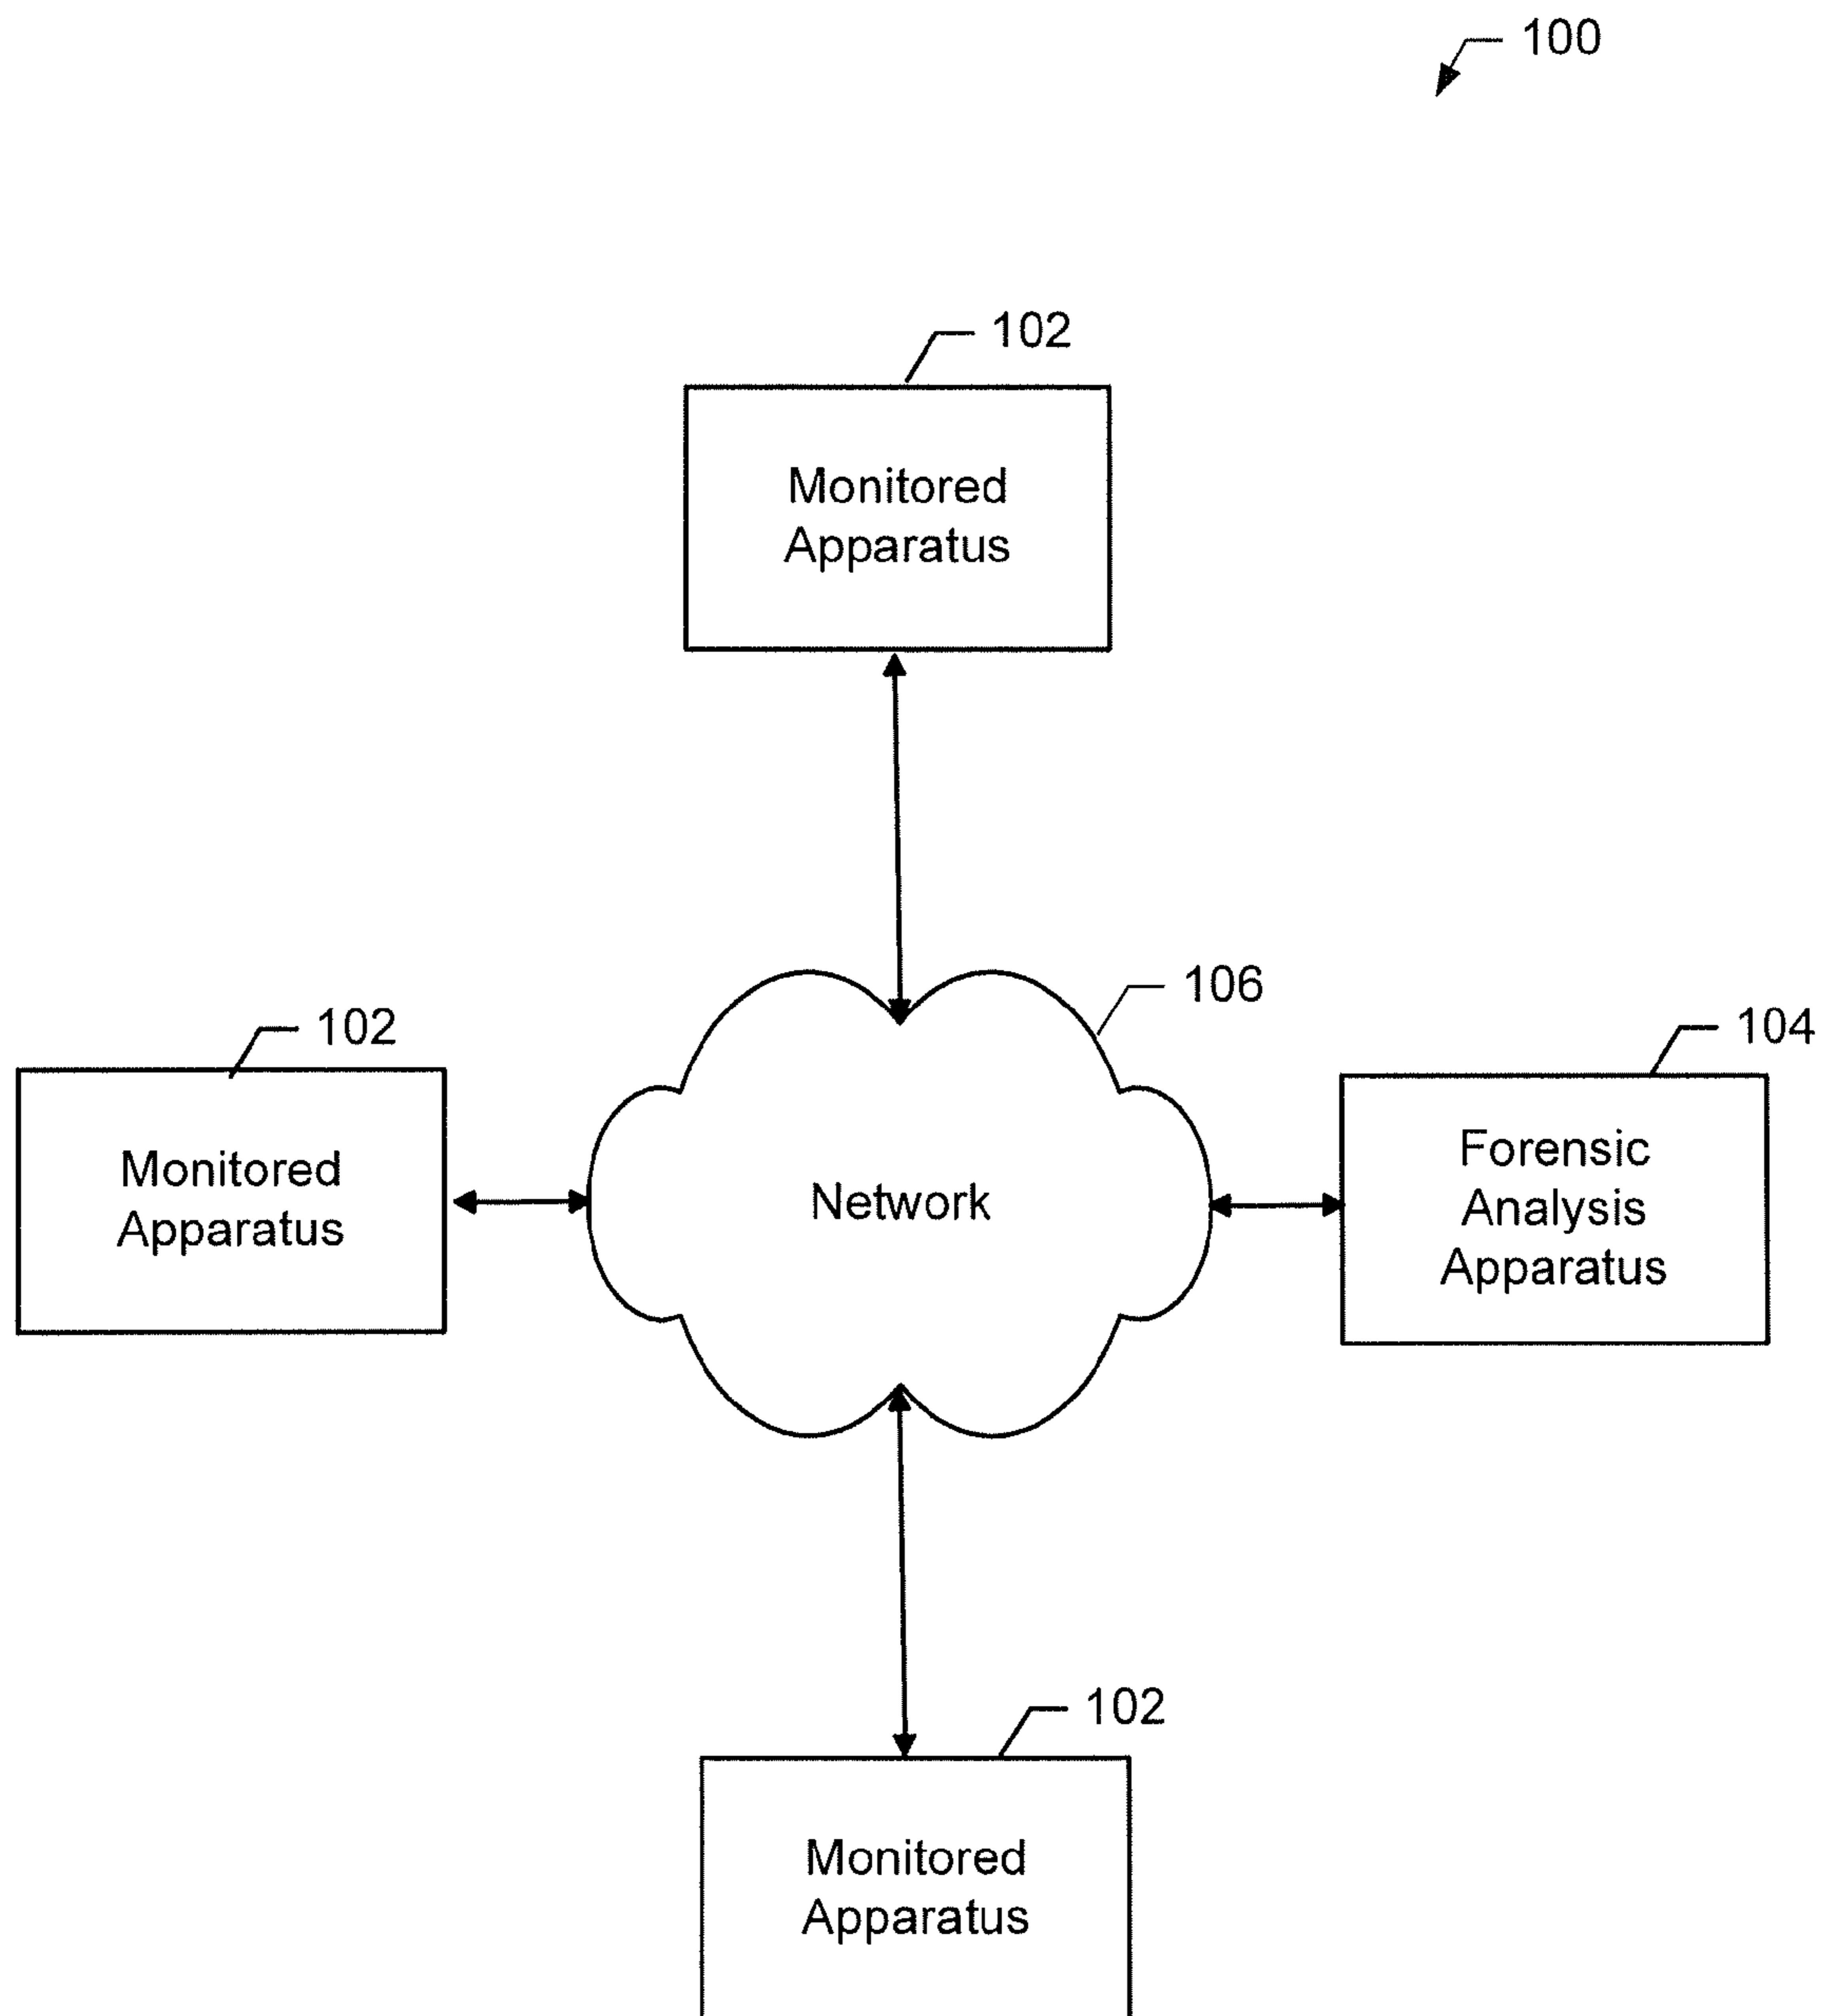 100
102
Monitored
Apparatus
106
102
104
Monitored
Apparatus
Network
Forensic
Analysis
Apparatus
102
Monitored
Apparatus